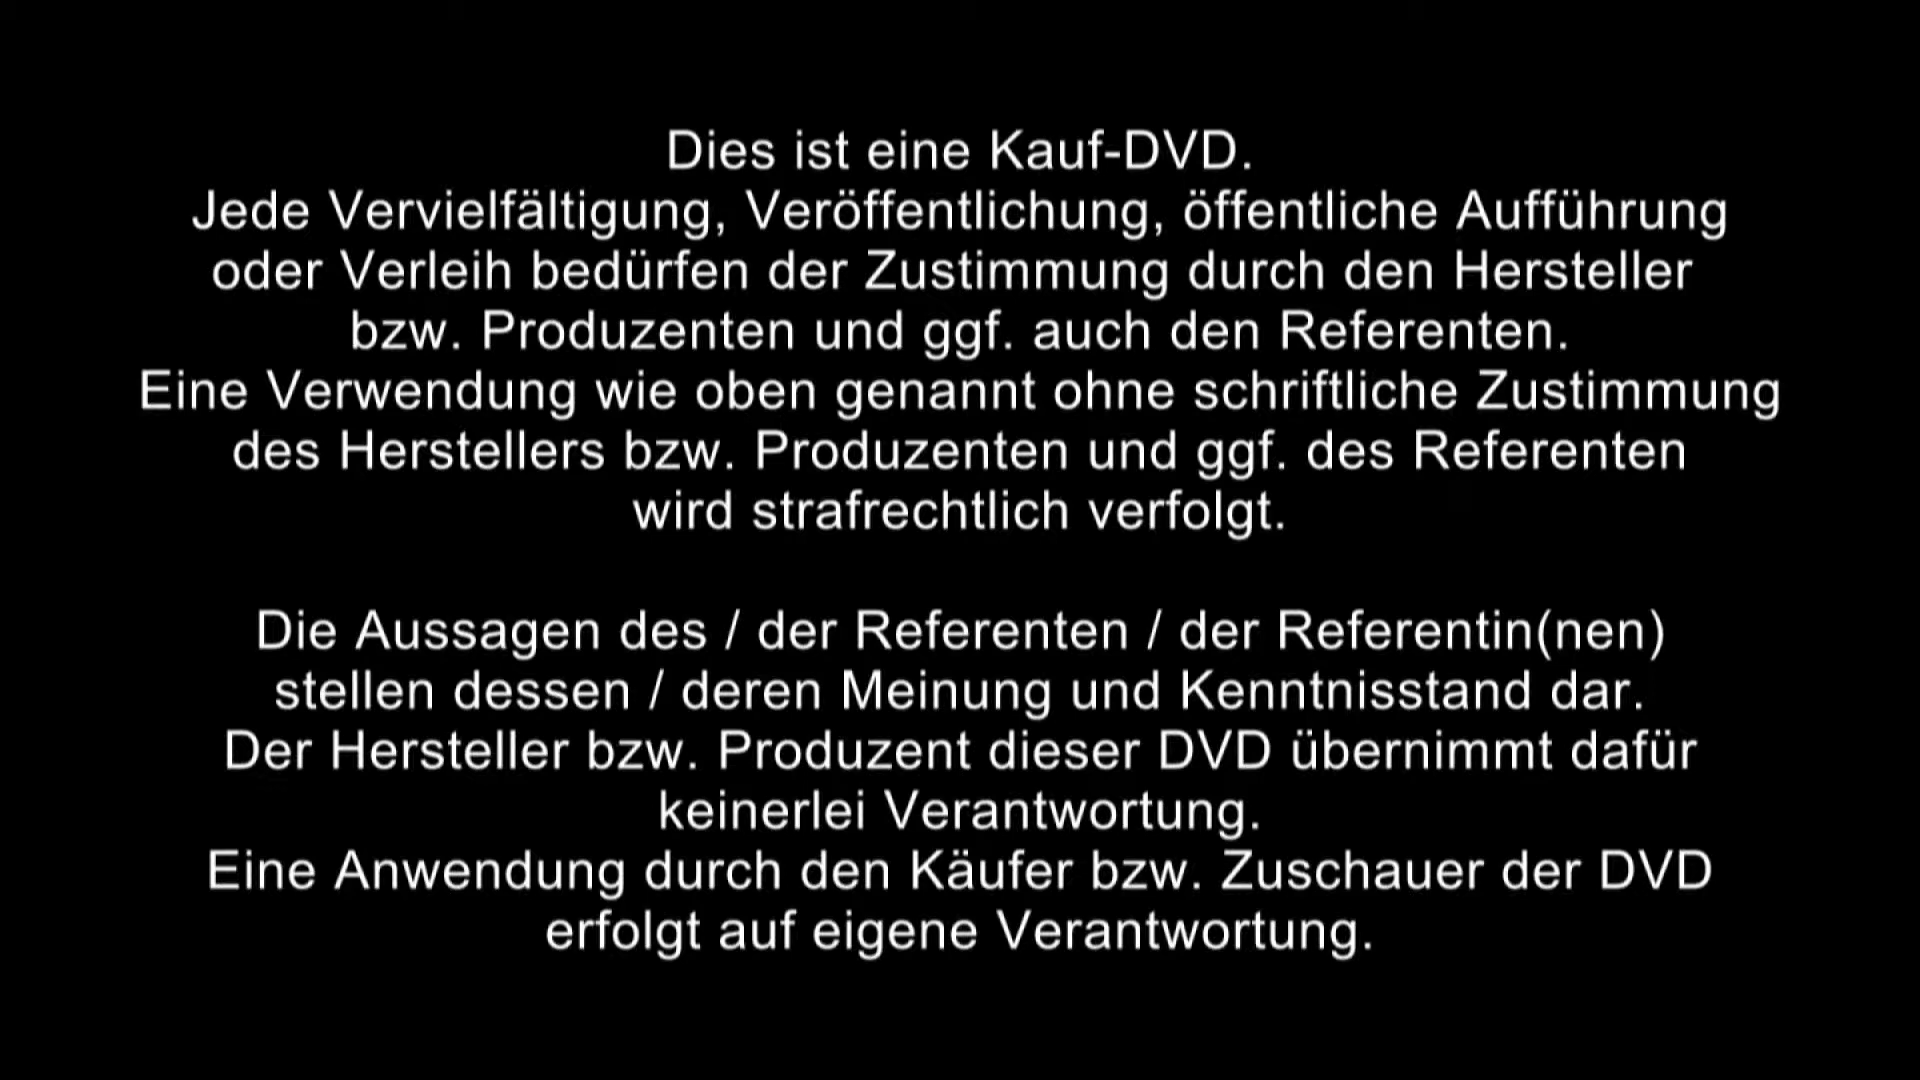 Dies ist eine Kauf-DVD.
Jede Vervielfältigung, Veröffentlichung, öffentliche Aufführung
oder Verleih bedürfen der Zustimmung durch den Hersteller
bzw. Produzenten und ggf. auch den Referenten.
Eine Verwendung wie oben genannt ohne schriftliche Zustimmung
des Herstellers bzw. Produzenten und ggf. des Referenten
wird strafrechtlich verfolgt.
Die Aussagen des / der Referenten / der Referentin(nen)
stellen dessen / deren Meinung und Kenntnisstand dar.
Der Hersteller bzw. Produzent dieser DVD übernimmt dafür
keinerlei Verantwortung.
Eine Anwendung durch den Käufer bzw. Zuschauer der DVD
erfolgt auf eigene Verantwortung.